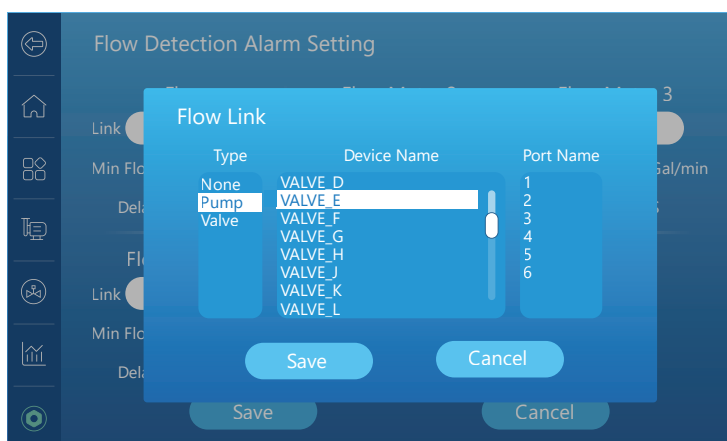 Flow Detection Alarm Setting
3
Link
Flow Link
Type Device Name Port Name
Min Flo
Gal/min
None
Pump
Valve
VALVE_D
VALVE_E
VALVE_F
VALVE_G
VALVE_H
VALVE_J
VALVE_K
VALVE_L
1
2
3
4
5
6
Del
Fl
Link
Min Flo
Dela
Save Cancel
Save Cancel